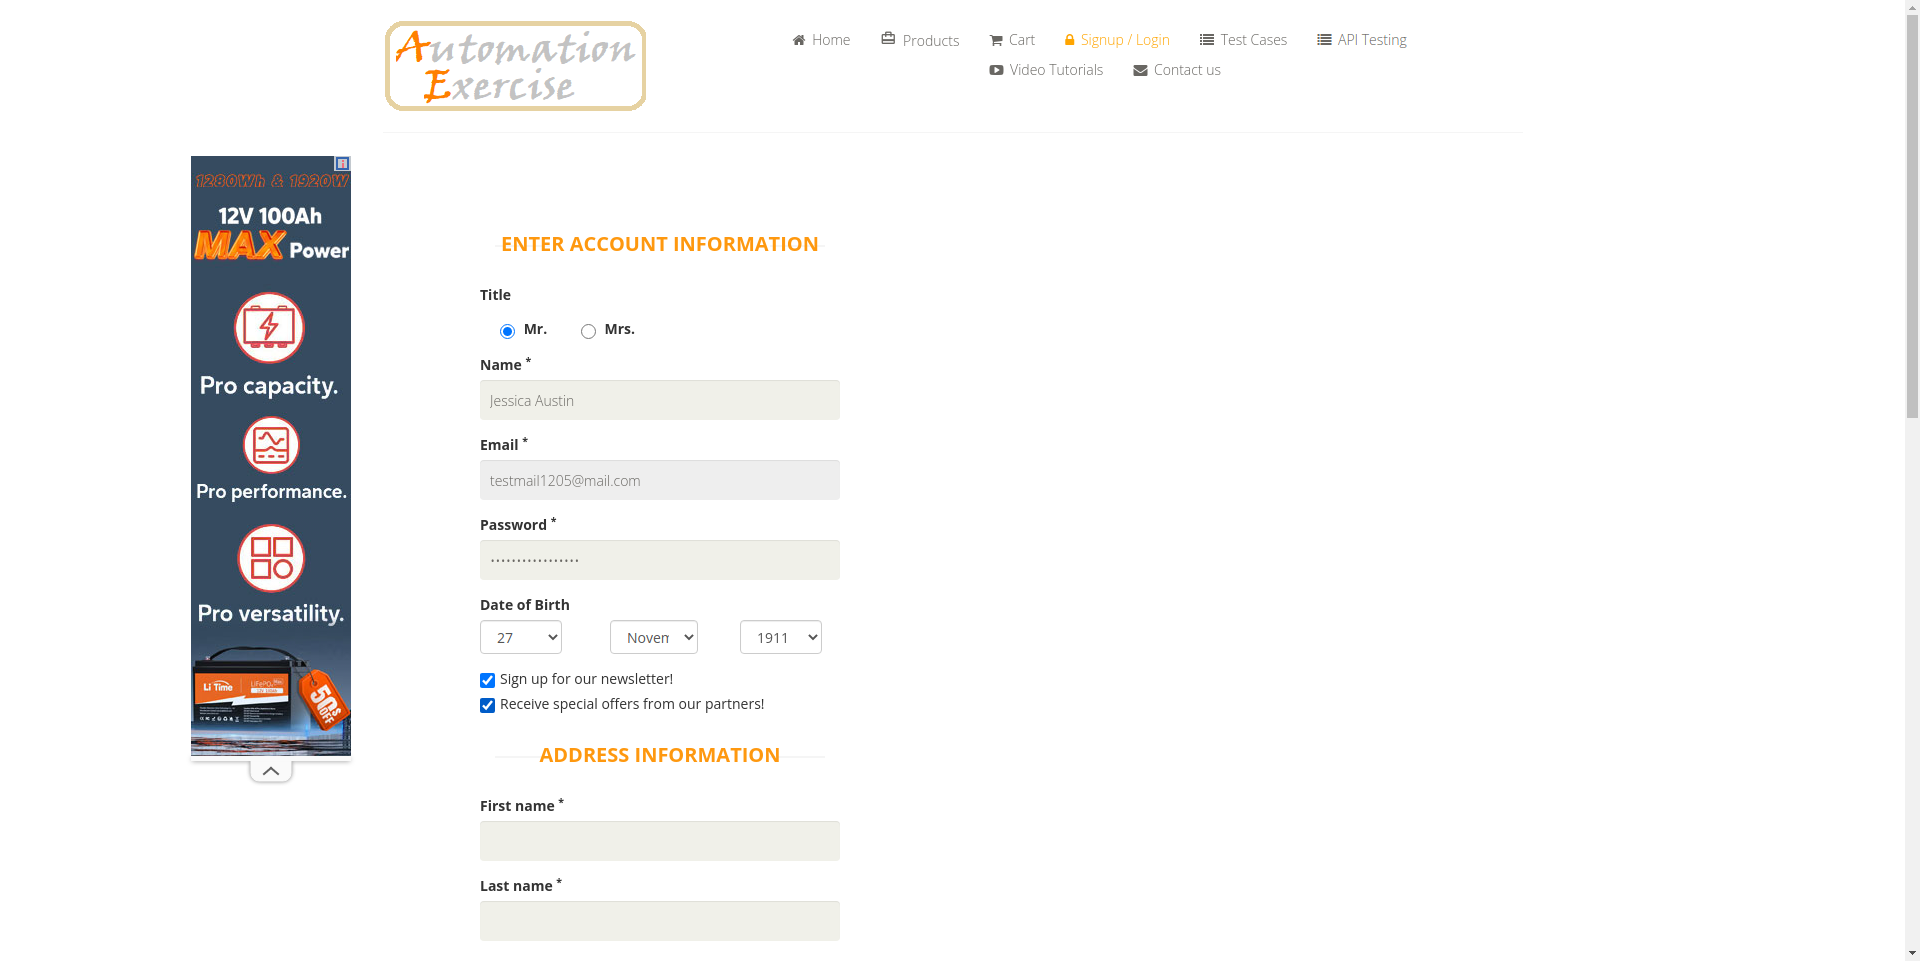 Automation
Exercise
Home
Products
Cart
Signup / Login
Test Cases
API Testing
Video Tutorials
Contact us
1280Wh & 1920W
12V 100Ah
MAX Power
Pro capacity.
Pro performance.
Pro versatility.
Li Time
LiFePO4
50%
OFF
ENTER ACCOUNT INFORMATION
Title
Mr.
Mrs.
Name *
Jessica Austin
Email *
testmail1205@mail.com
Password *
•••••••••••••••••
Date of Birth
27
Novem
1911
Sign up for our newsletter!
Receive special offers from our partners!
ADDRESS INFORMATION
First name *
Last name *